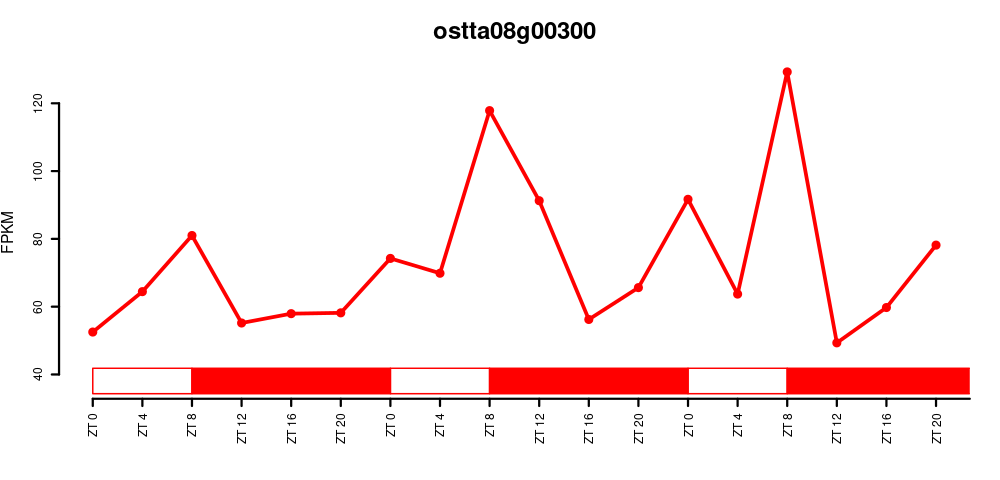 ostta08g00300
FPKM
120
100
80
60
40
ZT 0
ZT 4
ZT 8
ZT 12
ZT 16
ZT 20
ZT 0
ZT 4
ZT 8
ZT 12
ZT 16
ZT 20
ZT 0
ZT 4
ZT 8
ZT 12
ZT 16
ZT 20